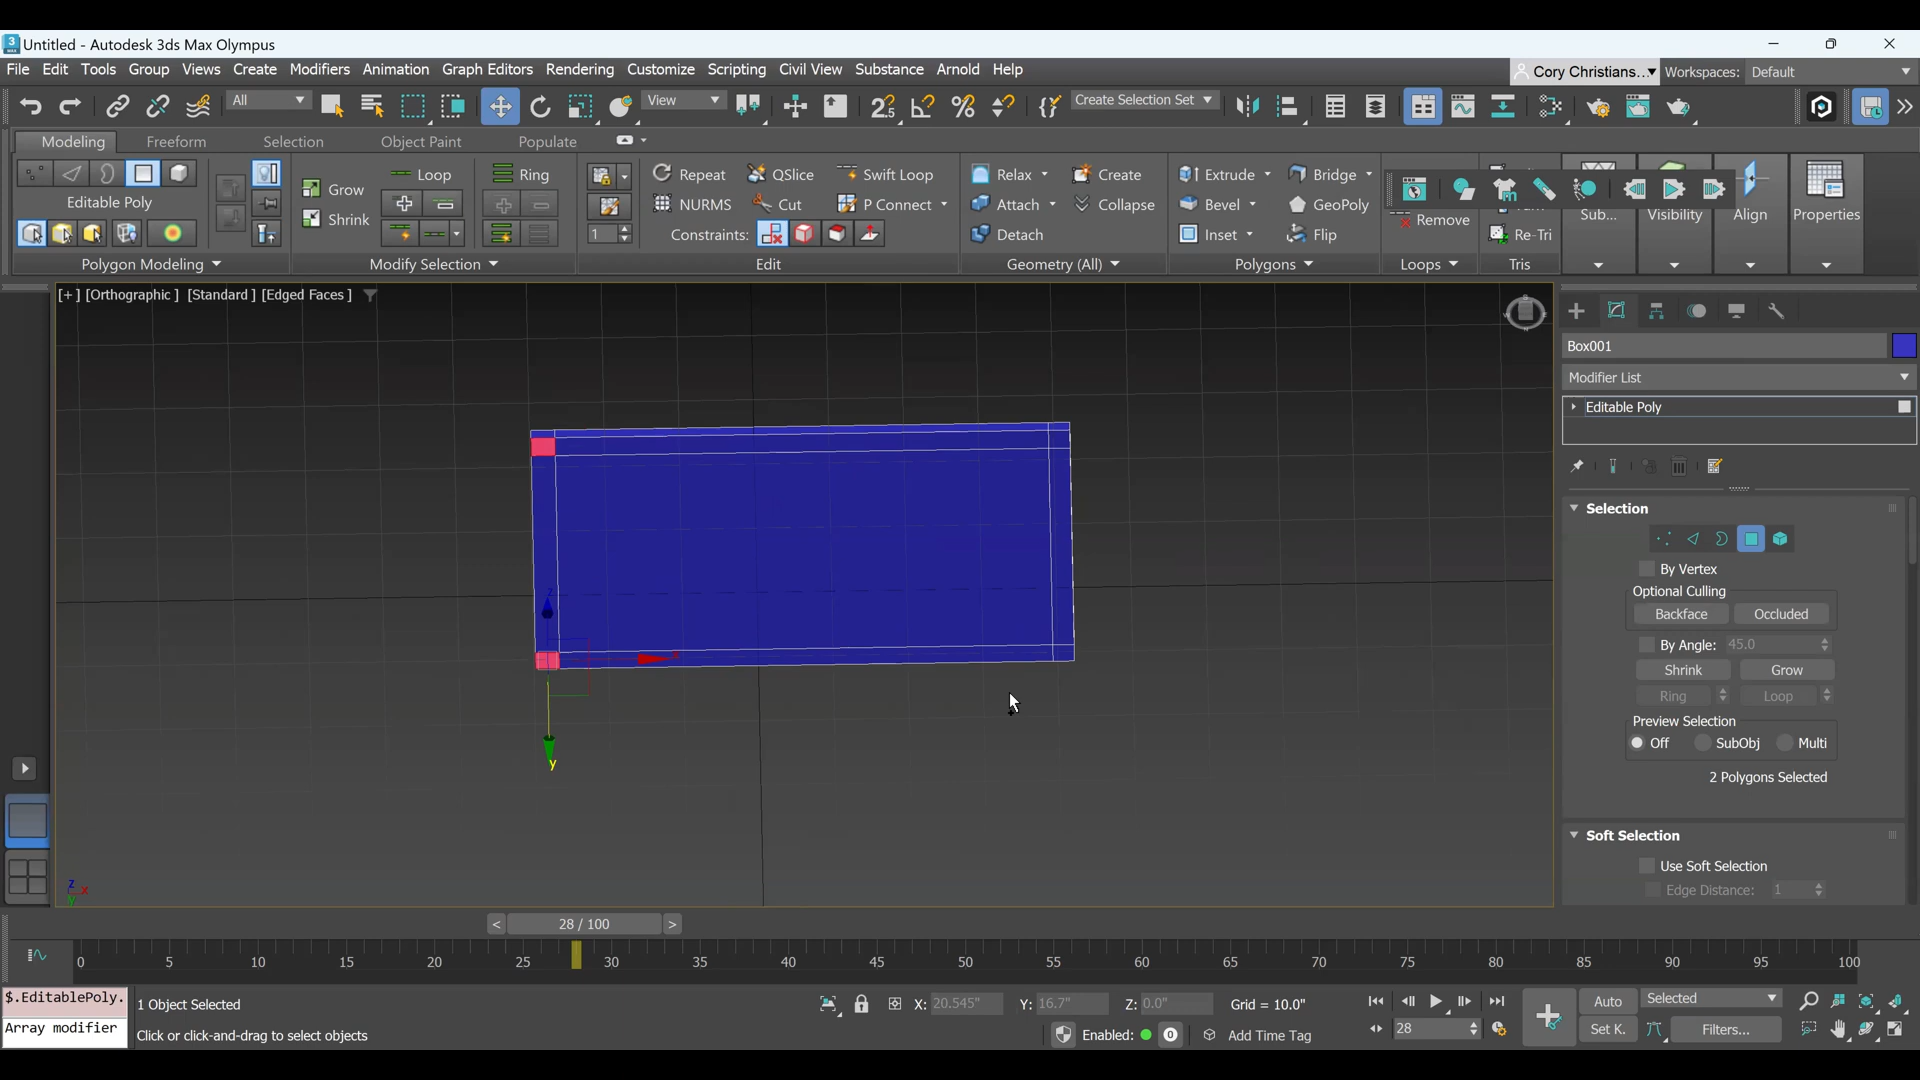 Untitled - Autodesk 3ds Max Olympus
File Edit Tools Group Views Create Modifiers Animation Graph Editors Rendering Customize Scripting Civil View Substance Arnold Help
Cory Christians... Workspaces: Default
All View Create Selection Set
Modeling Freeform Selection Object Paint Populate
Loop Ring Repeat QSlice Swift Loop Relax Create Extrude Bridge
Grow
Editable Poly NURMS Cut P Connect Attach Collapse Bevel GeoPoly Sub... Visibility Align Properties
Shrink Remove
1 Constraints: Detach Inset Flip Re-Tri
Polygon Modeling Modify Selection Edit Geometry (All) Polygons Loops Tris
[+] [Orthographic] [Standard] [Edged Faces]
Box001
Modifier List
Editable Poly
Selection
By Vertex
Optional Culling
Backface Occluded
By Angle: 45.0
Shrink Grow
Ring Loop
Preview Selection
Off SubObj Multi
2 Polygons Selected
Soft Selection
Use Soft Selection
Edge Distance: 1
z
x
y
z x
y
< 28 / 100 >
0 5 10 15 20 25 30 35 40 45 50 55 60 65 70 75 80 85 90 95 100
$.EditablePoly. 1 Object Selected X: 20.545" Y: 16.7" Z: 0.0" Grid = 10.0" Auto Selected
Array modifier Click or click-and-drag to select objects Enabled: 0 Add Time Tag 28 Set K. Filters...